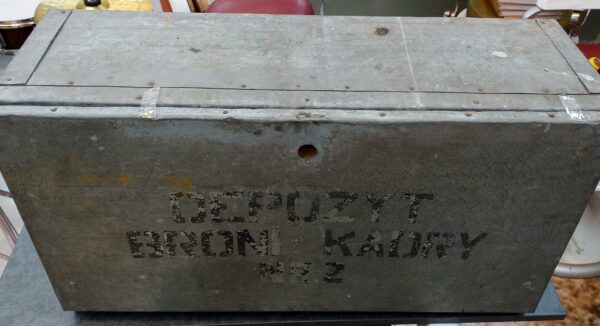 DEPOZYT
BRONI KADRY
NR 2